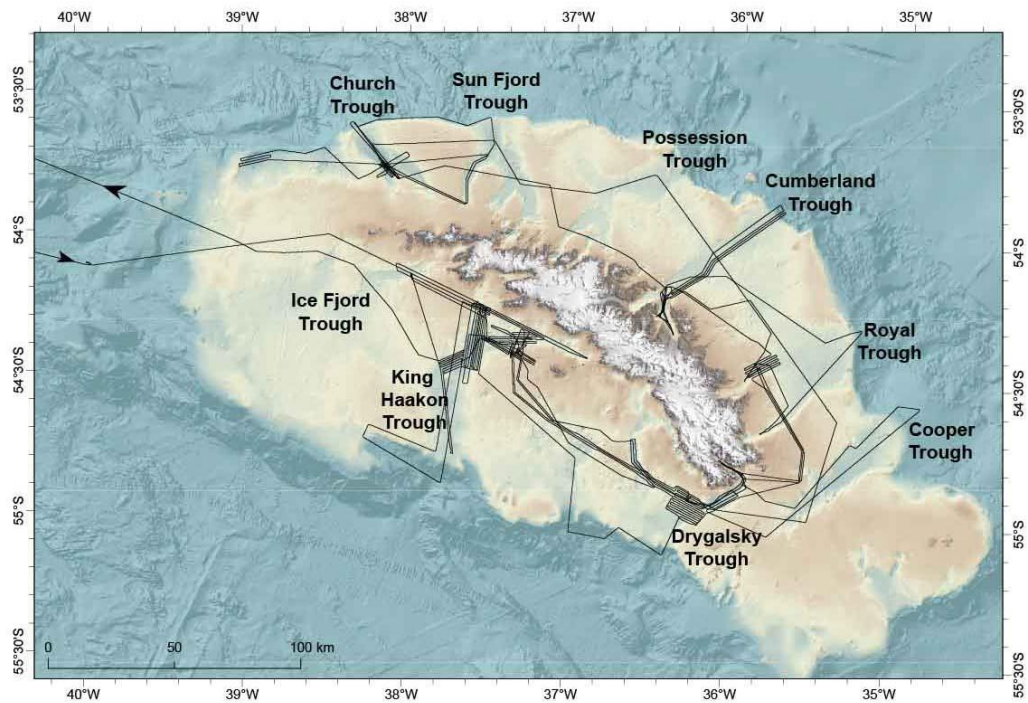 39°W 38°W 37°W 36°W 35°W
53°30'S
53°30'S
Church
Trough
Sun Fjord
Trough
Possession
Trough
Cumberland
Trough
54°S
54°S
Ice Fjord
Trough
Royal
Trough
54°30'S
54°30'S
King
Haakon
Trough
Cooper
Trough
55°S
55°S
Drygalsky
Trough
0 50 100 km
55°30'S
55°30'S
40°W 39°W 38°W 37°W 36°W 35°W